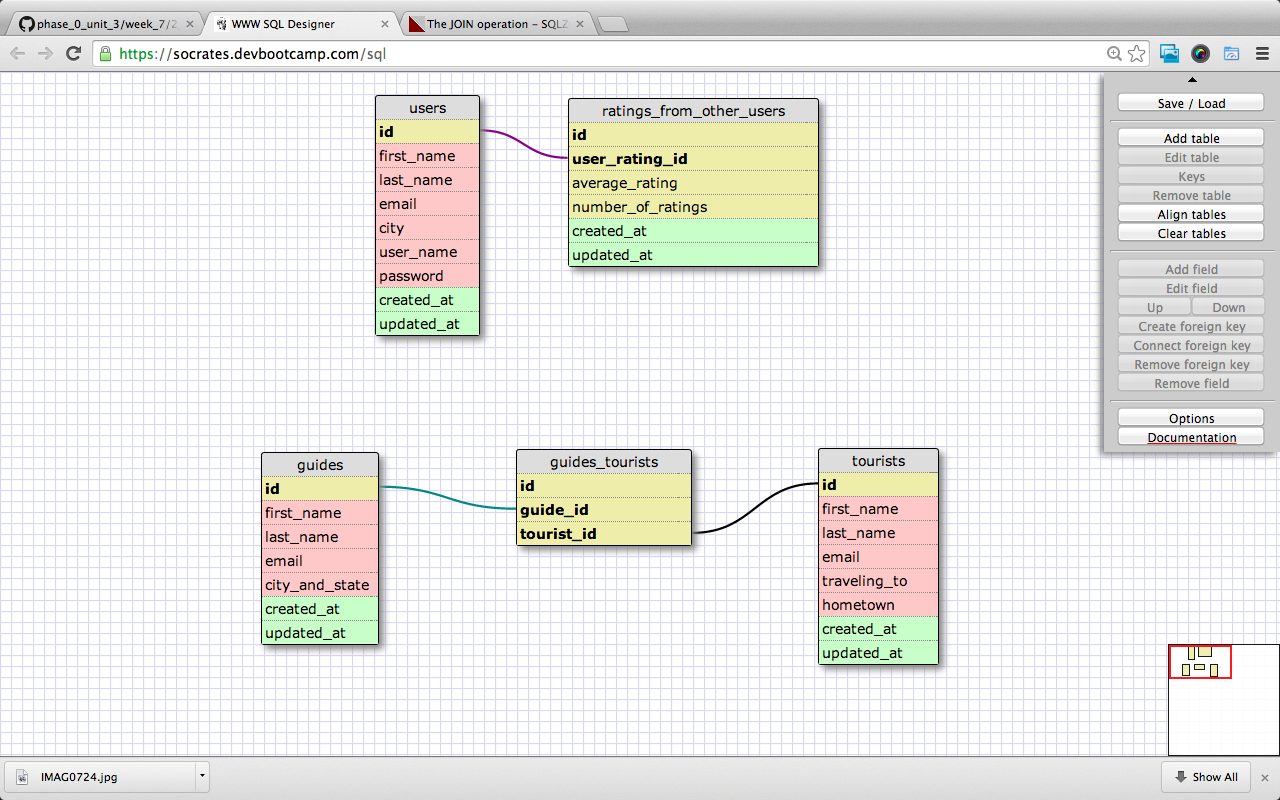 phase_0_unit_3/week_7/2
WWW SQL Designer
The JOIN operation – SQLZ
https://socrates.devbootcamp.com/sql
users
id
first_name
last_name
email
city
user_name
password
created_at
updated_at
ratings_from_other_users
id
user_rating_id
average_rating
number_of_ratings
created_at
updated_at
guides
id
first_name
last_name
email
city_and_state
created_at
updated_at
guides_tourists
id
guide_id
tourist_id
tourists
id
first_name
last_name
email
traveling_to
hometown
created_at
updated_at
Save / Load
Add table
Edit table
Keys
Remove table
Align tables
Clear tables
Add field
Edit field
Up Down
Create foreign key
Connect foreign key
Remove foreign key
Remove field
Options
Documentation
IMAG0724.jpg
Show All